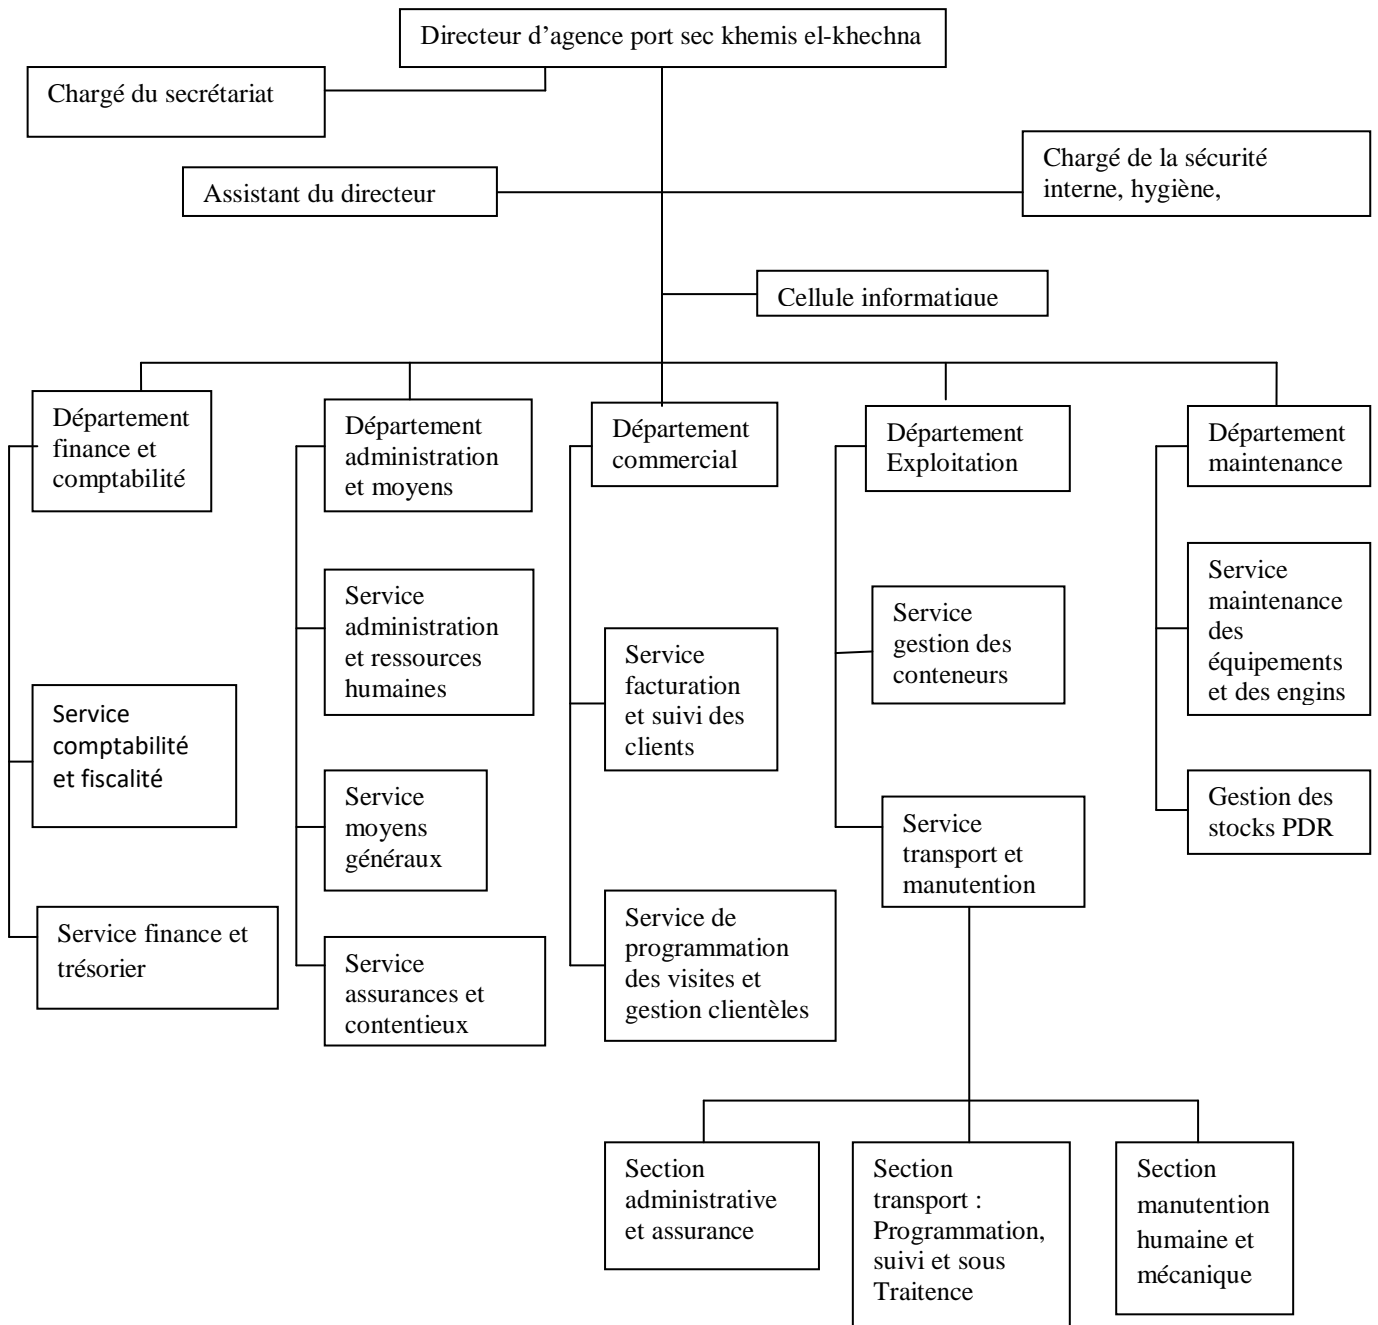 Directeur d’agence port sec khemis el-khechna
Chargé du secrétariat
Chargé de la sécurité
interne, hygiène,
Assistant du directeur
Cellule informatique
Département
finance et
comptabilité
Département
administration
et moyens
Département
commercial
Département
Exploitation
Département
maintenance
Service
administration
et ressources
humaines
Service
maintenance
des
équipements
et des engins
Service
gestion des
conteneurs
Service
facturation
et suivi des
clients
Service
comptabilité
et fiscalité
Service
moyens
généraux
Service
transport et
manutention
Gestion des
stocks PDR
Service finance et
trésorier
Service
assurances et
contentieux
Service de
programmation
des visites et
gestion clientèles
Section
administrative
et assurance
Section
transport :
Programmation,
suivi et sous
Traitence
Section
manutention
humaine et
mécanique